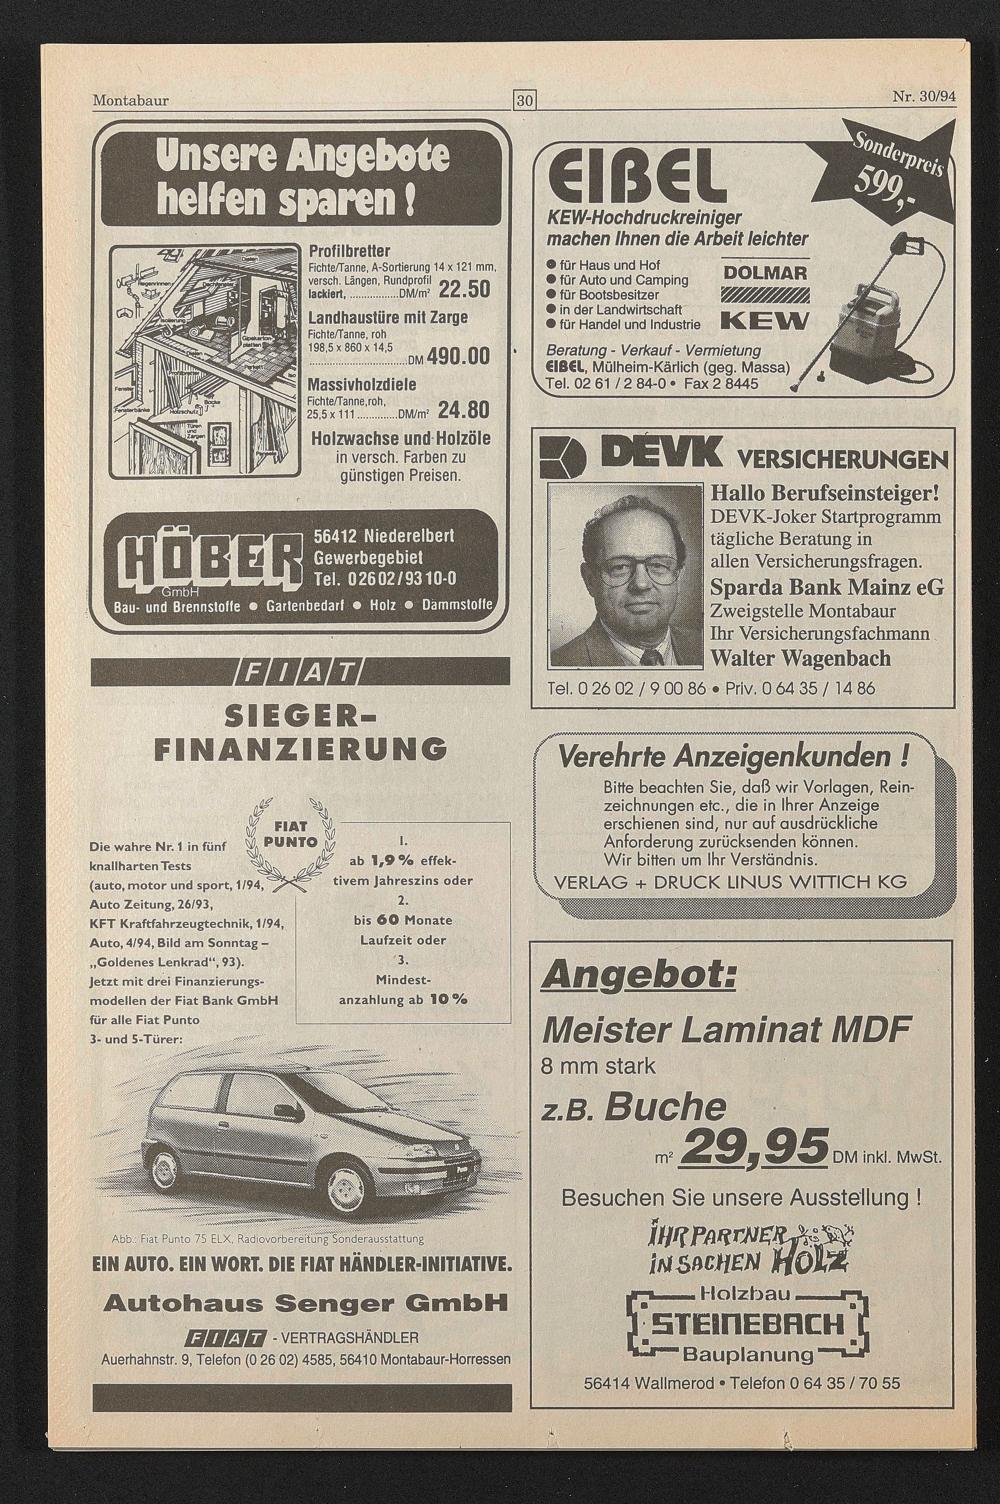 Montabaur
30
Nr. 30/94
Unsere Angebote
helfen sparen !
Profilbretter
Fichte/Tanne, A-Sortierung 14 x 121 mm,
versch. Längen, Rundprofil
lackiert, ..................DM/m² 22.50
Landhaustüre mit Zarge
Fichte/Tanne, roh
198,5 x 860 x 14,5
.......................DM 490.00
Massivholzdiele
Fichte/Tanne, roh,
25,5 x 111.............DM/m² 24.80
Holzwachse und Holzöle
in versch. Farben zu
günstigen Preisen.
Isolierung
Gipskarton
platten
Fenster
Fensterbänke
Holzschutz
Türen
und
Zargen
HÖBER
GmbH
56412 Niederelbert
Gewerbegebiet
Tel. 02602/9310-0
Bau- und Brennstoffe ● Gartenbedarf ● Holz ● Dämmstoffe
FIAT
SIEGER-
FINANZIERUNG
FIAT
PUNTO
Die wahre Nr. 1 in fünf
knallharten Tests
(auto, motor und sport, 1/94,
Auto Zeitung, 26/93,
KFT Kraftfahrzeugtechnik, 1/94,
Auto, 4/94, Bild am Sonntag –
„Goldenes Lenkrad“, 93).
Jetzt mit drei Finanzierungs-
modellen der Fiat Bank GmbH
für alle Fiat Punto
3- und 5-Türer:
1.
ab 1,9 % effek-
tivem Jahreszins oder
2.
bis 60 Monate
Laufzeit oder
3.
Mindest-
anzahlung ab 10 %
Punto
Abb.: Fiat Punto 75 ELX, Radiovorbereitung Sonderausstattung
EIN AUTO. EIN WORT. DIE FIAT HÄNDLER-INITIATIVE.
Autohaus Senger GmbH
FIAT - VERTRAGSHÄNDLER
Auerhahnstr. 9, Telefon (0 26 02) 4585, 56410 Montabaur-Horressen
EIBEL
Sonderpreis
599,-
KEW-Hochdruckreiniger
machen Ihnen die Arbeit leichter
● für Haus und Hof
● für Auto und Camping
● für Bootsbesitzer
● in der Landwirtschaft
● für Handel und Industrie
DOLMAR
KEW
Beratung - Verkauf - Vermietung
EIBEL, Mülheim-Kärlich (geg. Massa)
Tel. 02 61 / 2 84-0 • Fax 2 8445
DEVK VERSICHERUNGEN
Hallo Berufseinsteiger!
DEVK-Joker Startprogramm
tägliche Beratung in
allen Versicherungsfragen.
Sparda Bank Mainz eG
Zweigstelle Montabaur
Ihr Versicherungsfachmann
Walter Wagenbach
Tel. 0 26 02 / 9 00 86 ● Priv. 0 64 35 / 14 86
Verehrte Anzeigenkunden !
Bitte beachten Sie, daß wir Vorlagen, Rein-
zeichnungen etc., die in Ihrer Anzeige
erschienen sind, nur auf ausdrückliche
Anforderung zurücksenden können.
Wir bitten um Ihr Verständnis.
VERLAG + DRUCK LINUS WITTICH KG
Angebot:
Meister Laminat MDF
8 mm stark
z.B. Buche
m² 29,95 DM inkl. MwSt.
Besuchen Sie unsere Ausstellung !
IHR PARTNER
IN SACHEN HOLZ
Holzbau
STEINEBACH
Bauplanung
56414 Wallmerod • Telefon 0 64 35 / 70 55